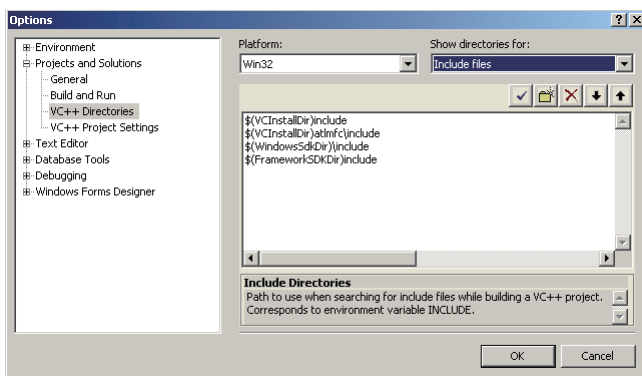 Options
Environment
Projects and Solutions
General
Build and Run
VC++ Directories
VC++ Project Settings
Text Editor
Database Tools
Debugging
Windows Forms Designer
Platform:
Win32
Show directories for:
Include files
$(VCInstallDir)include
$(VCInstallDir)atlmfc\include
$(WindowsSdkDir)\include
$(FrameworkSDKDir)include
Include Directories
Path to use when searching for include files while building a VC++ project.
Corresponds to environment variable INCLUDE.
OK
Cancel